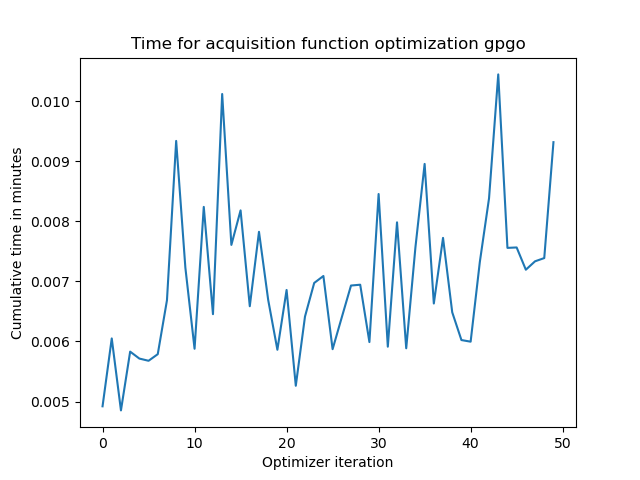 Time for acquisition function optimization gpgo
Cumulative time in minutes
0.010
0.009
0.008
0.007
0.006
0.005
0 10 20 30 40 50
Optimizer iteration